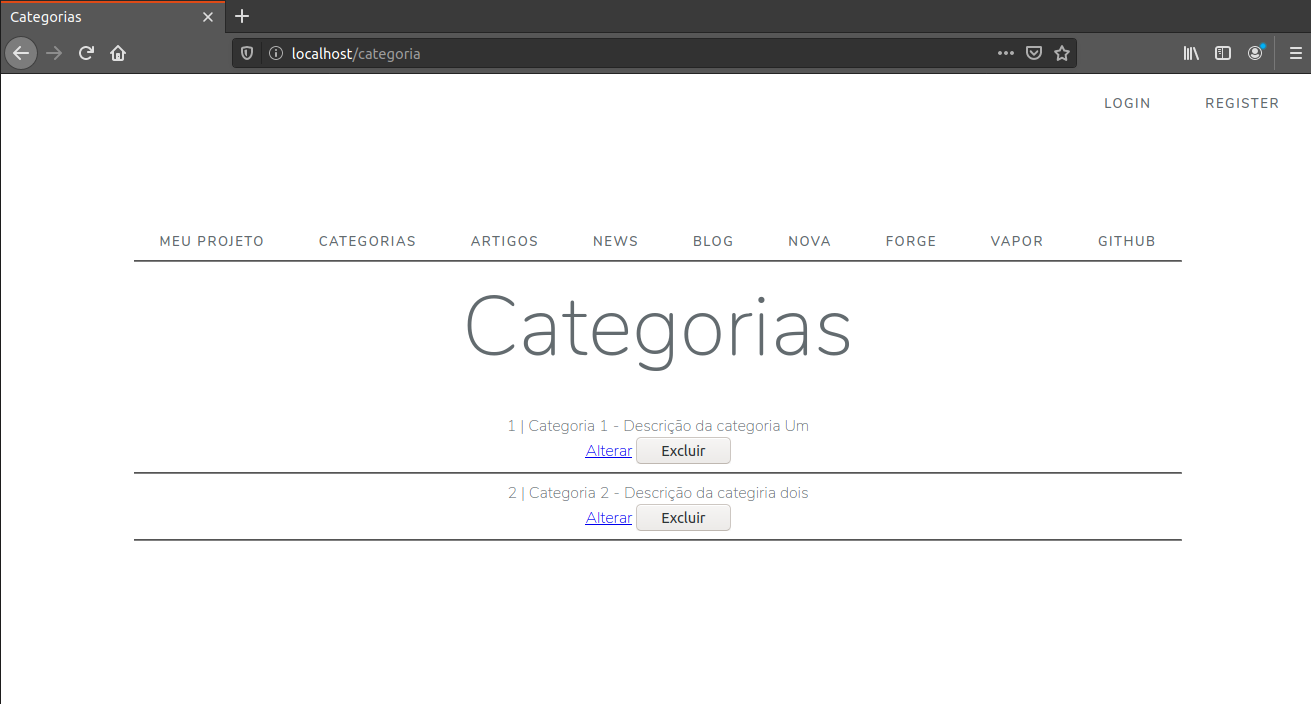 Categorias
localhost/categoria
LOGIN REGISTER
MEU PROJETO CATEGORIAS ARTIGOS NEWS BLOG NOVA FORGE VAPOR GITHUB
Categorias
1 | Categoria 1 - Descrição da categoria Um
Alterar Excluir
2 | Categoria 2 - Descrição da categiria dois
Alterar Excluir